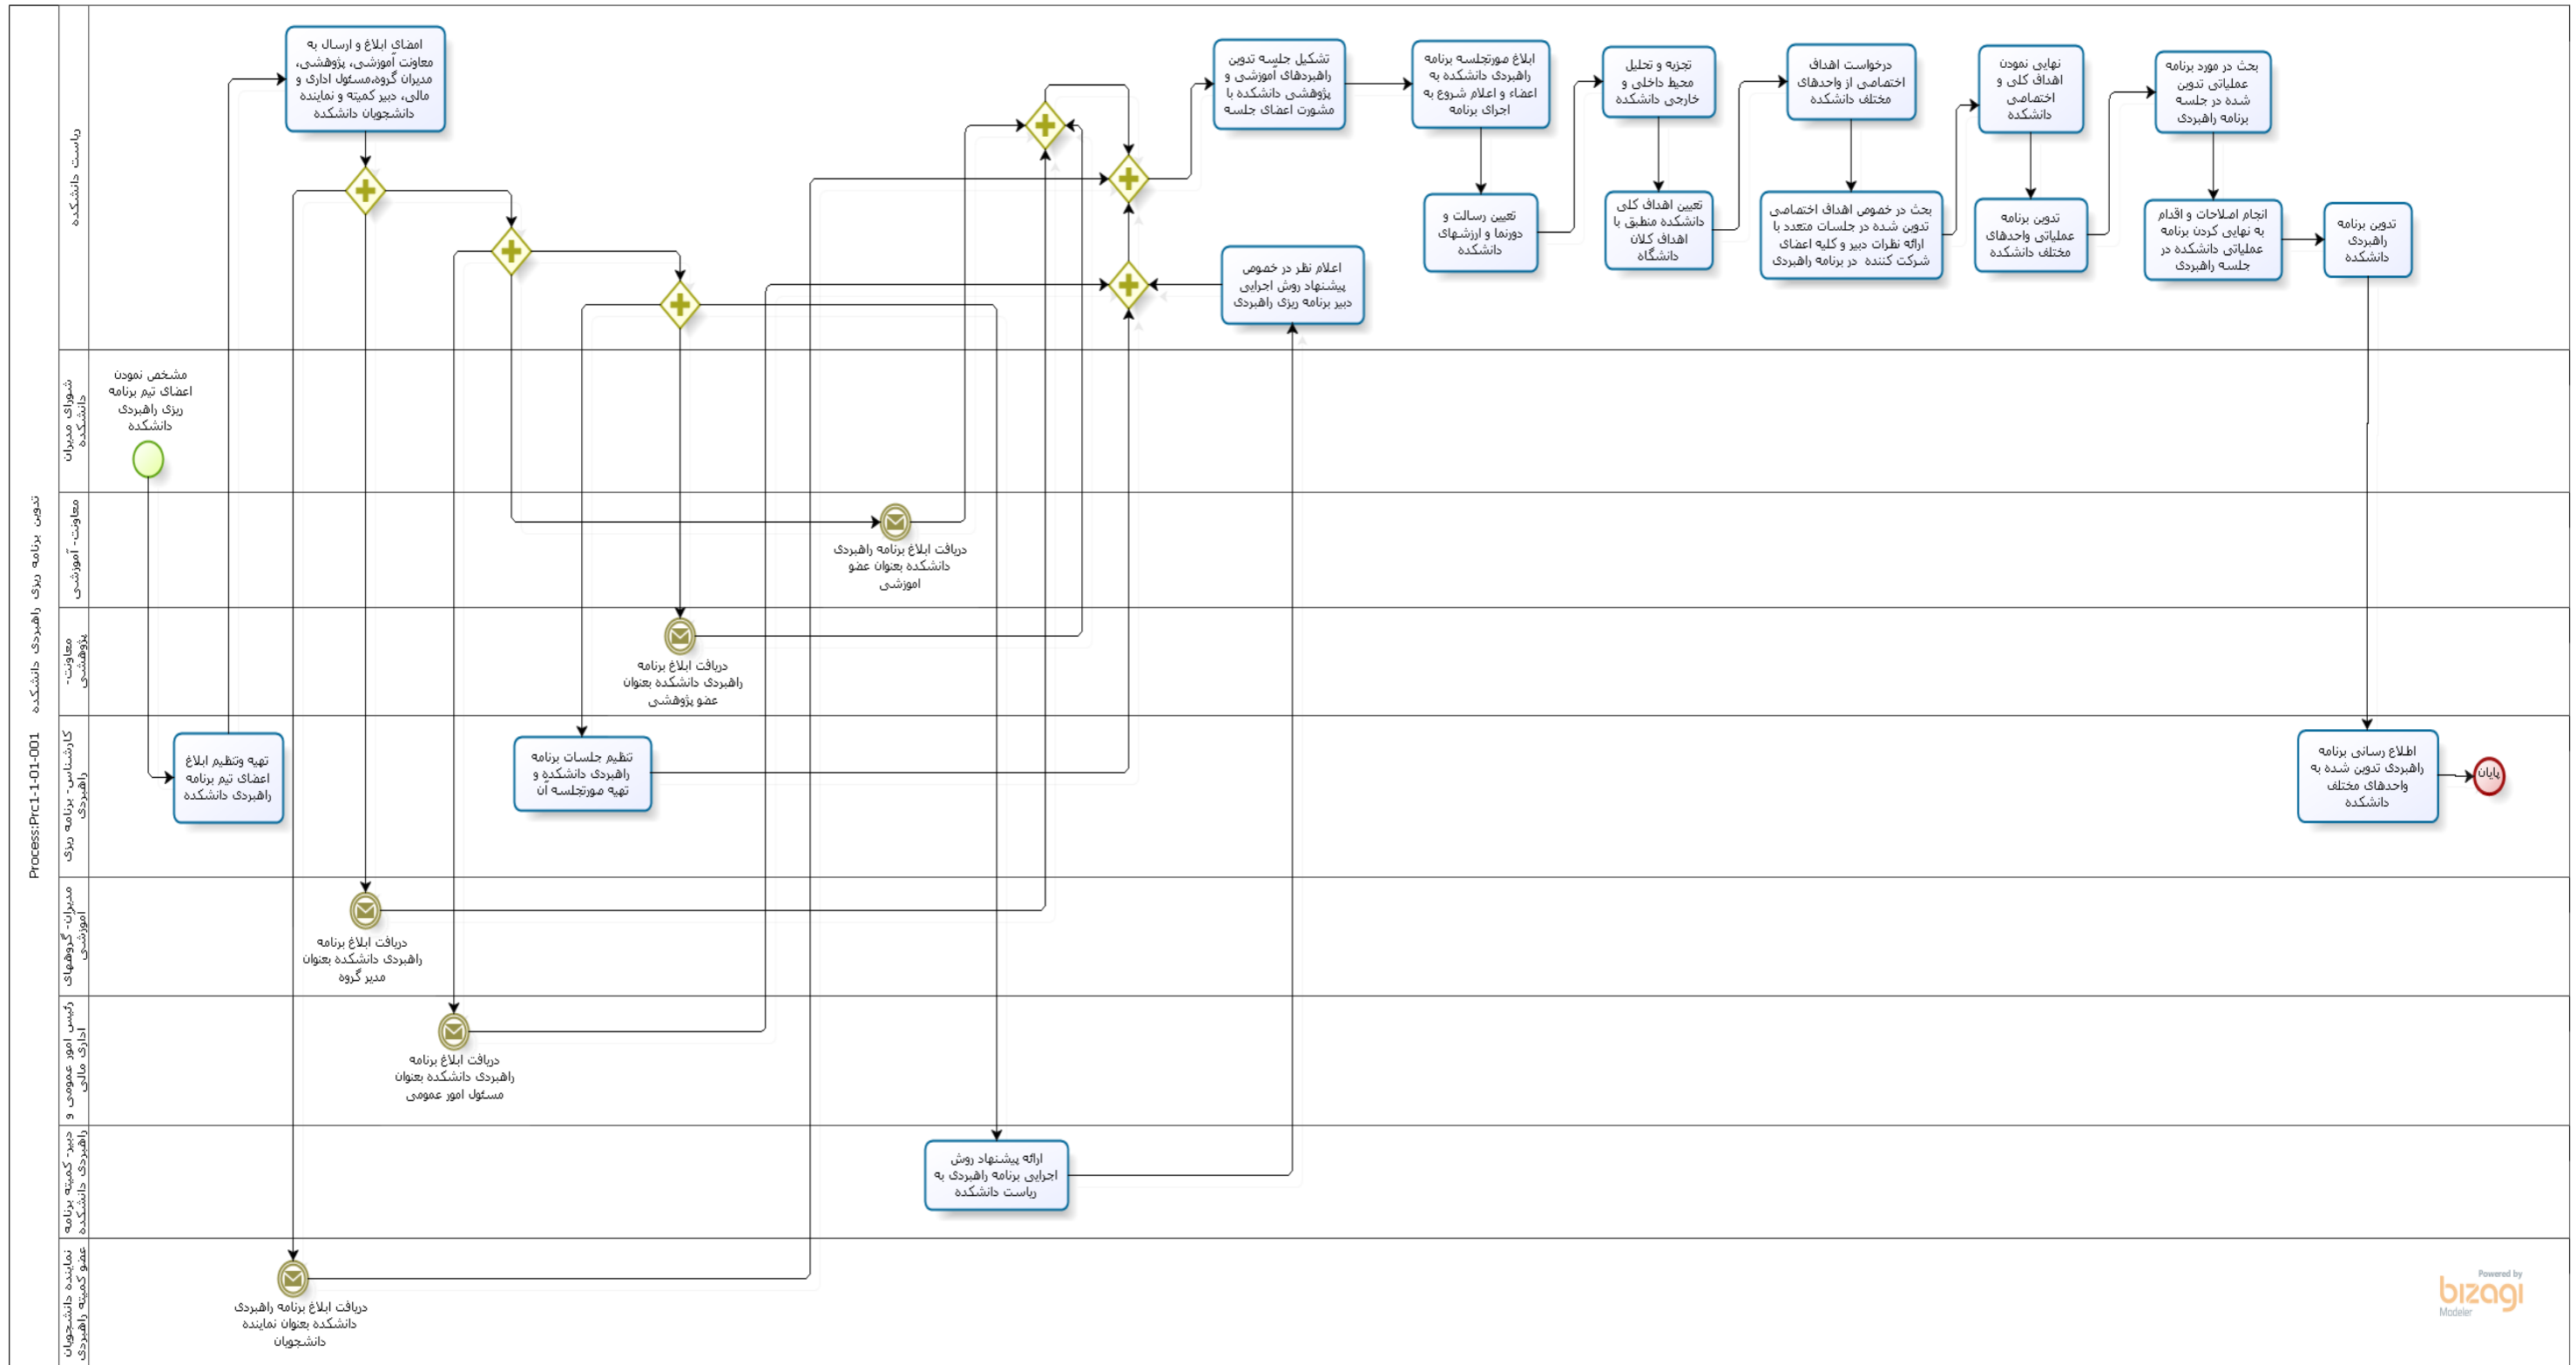 تدوین برنامه ریزی راهبردی دانشکده
Process:Prc1-1-01-001
ریاست دانشکده
امضای ابلاغ و ارسال به
معاونت آموزشی، پژوهشی،
مدیران گروه،مسئول اداری و
مالی، دبیر کمیته و نماینده
دانشجویان دانشکده
تشکیل جلسه تدوین
راهبردهای آموزشی و
پژوهشی دانشکده با
مشورت اعضای جلسه
ابلاغ صورتجلسه برنامه
راهبردی دانشکده به
اعضاء و اعلام شروع به
اجرای برنامه
تعیین رسالت و
دورنما و ارزشهای
دانشکده
تجزیه و تحلیل
محیط داخلی و
خارجی دانشکده
تعیین اهداف کلی
دانشکده منطبق با
اهداف کلان
دانشگاه
درخواست اهداف
اختصاصی از واحدهای
مختلف دانشکده
بحث در خصوص اهداف اختصاصی
تدوین شده در جلسات متعدد با
ارائه نظرات دبیر و کلیه اعضای
شرکت کننده در برنامه راهبردی
نهایی نمودن
اهداف کلی و
اختصاصی
دانشکده
تدوین برنامه
عملیاتی واحدهای
مختلف دانشکده
بحث در مورد برنامه
عملیاتی تدوین
شده در جلسه
برنامه راهبردی
انجام اصلاحات و اقدام
به نهایی کردن برنامه
عملیاتی دانشکده در
جلسه راهبردی
تدوین برنامه
راهبردی
دانشکده
اعلام نظر در خصوص
پیشنهاد روش اجرایی
دبیر برنامه ریزی راهبردی
شورای مدیران
دانشکده
مشخص نمودن
اعضای تیم برنامه
ریزی راهبردی
دانشکده
معاونت- آموزشی
دریافت ابلاغ برنامه راهبردی
دانشکده بعنوان عضو
اموزشی
معاونت-
پژوهشی
دریافت ابلاغ برنامه
راهبردی دانشکده بعنوان
عضو پژوهشی
کارشناس- برنامه ریزی
راهبردی
تهیه وتنظیم ابلاغ
اعضای تیم برنامه
راهبردی دانشکده
تنظیم جلسات برنامه
راهبردی دانشکده و
تهیه صورتجلسه آن
اطلاع رسانی برنامه
راهبردی تدوین شده به
واحدهای مختلف
دانشکده
پایان
مدیران- گروههای
آموزشی
دریافت ابلاغ برنامه
راهبردی دانشکده بعنوان
مدیر گروه
رئیس امور عمومی و
اداری مالی
دریافت ابلاغ برنامه
راهبردی دانشکده بعنوان
مسئول امور عمومی
دبیر- کمیته برنامه
راهبردی دانشکده
ارائه پیشنهاد روش
اجرایی برنامه راهبردی به
ریاست دانشکده
نماینده دانشجویان
عضو کمیته راهبردی
دریافت ابلاغ برنامه راهبردی
دانشکده بعنوان نماینده
دانشجویان
Powered by
bizagi
Modeler